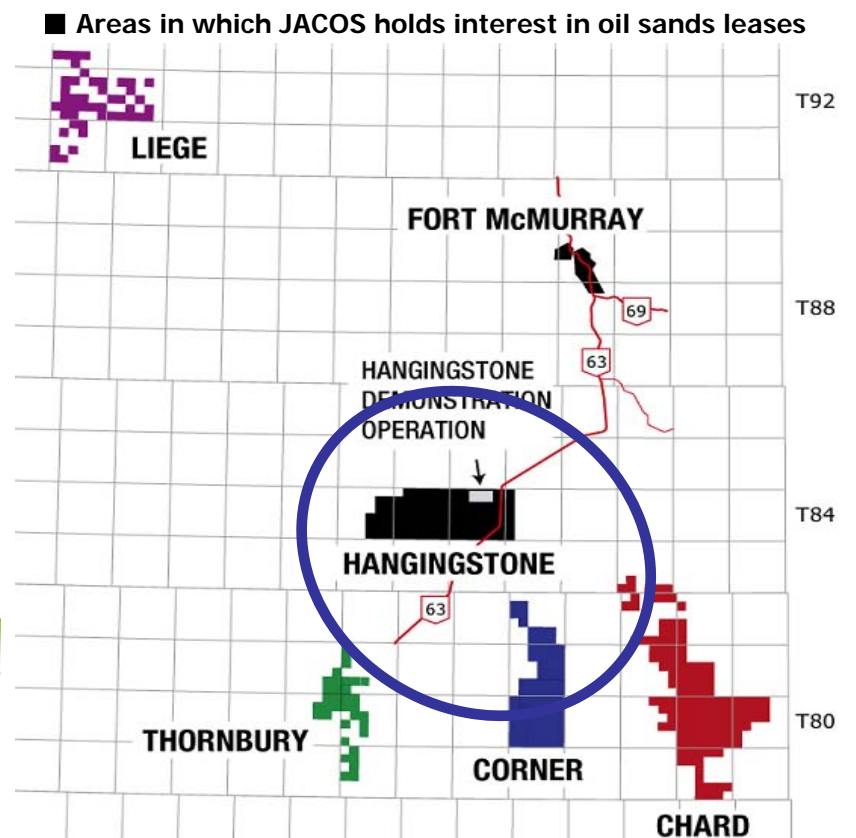 ■ Areas in which JACOS holds interest in oil sands leases
T92
LIEGE
FORT McMURRAY
T88
69
63
HANGINGSTONE
DEMONSTRATION
OPERATION
T84
HANGINGSTONE
63
T80
THORNBURY
CORNER
CHARD